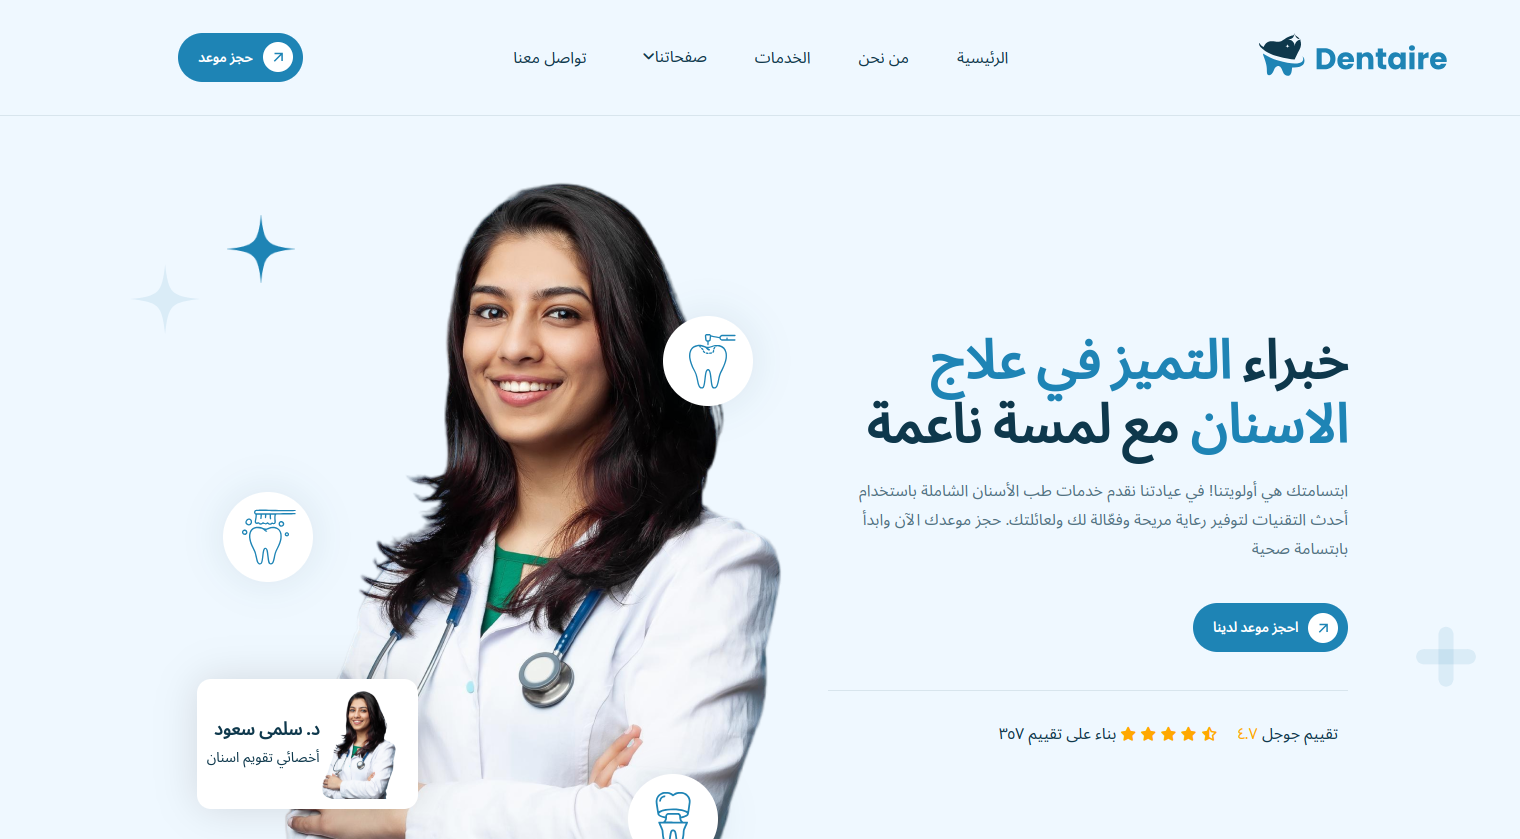 Dentaire
الرئيسية
من نحن
الخدمات
صفحاتنا
تواصل معنا
حجز موعد
خبراء التميز في علاج
الاسنان مع لمسة ناعمة
ابتسامتك هي أولويتنا! في عيادتنا نقدم خدمات طب الأسنان الشاملة باستخدام
أحدث التقنيات لتوفير رعاية مريحة وفعّالة لك ولعائلتك. حجز موعدك الآن وابدأ
بابتسامة صحية
احجز موعد لدينا
تقييم جوجل ٤.٧ بناء على تقييم ٣٥٧
د. سلمى سعود
أخصائي تقويم اسنان